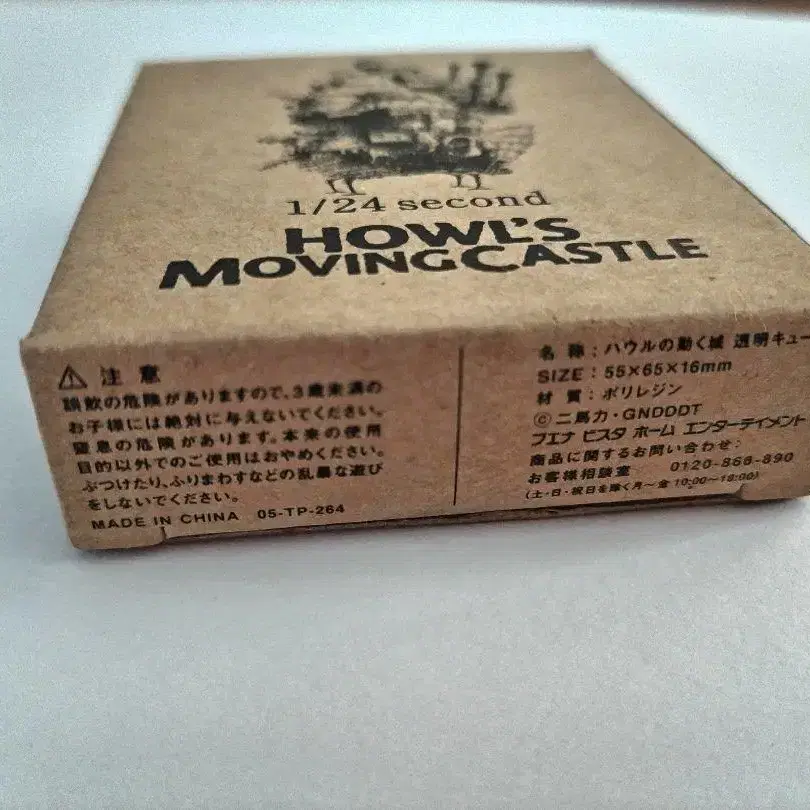 1/24 second
HOWL'S
MOVING CASTLE
⚠ 注意
誤飲の危険がありますので、3歳未満の
お子様には絶対に与えないでください。
窒息の危険があります。本来の使用
目的以外でのご使用はおやめください。
ぶつけたり、ふりまわすなどの乱暴な遊び
をしないでください。
MADE IN CHINA 05-TP-264
名 称：ハウルの動く城 透明キュー
SIZE：55×65×16mm
材 質：ポリレジン
©二馬力・GNDDDT
ブエナ ビスタ ホーム エンターテイメント
商品に関するお問い合わせ：
お客様相談室 0120-868-890
（土・日・祝日を除く月～金 10:00～18:00）